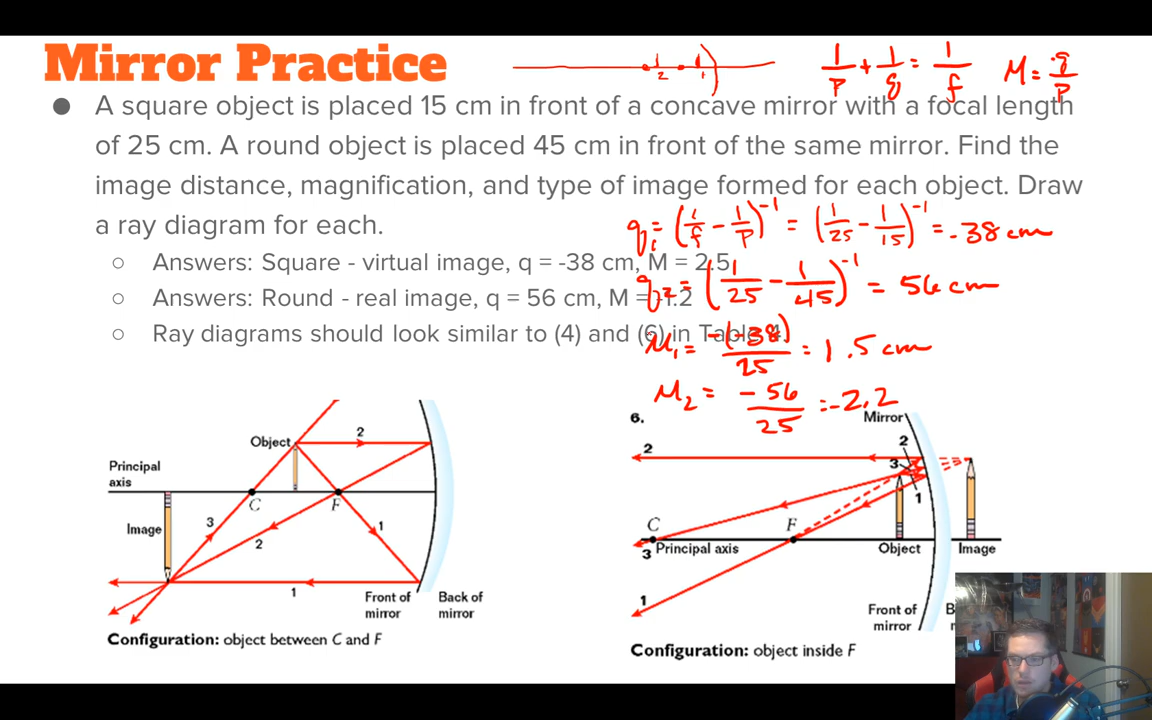 Mirror Practice
1/p + 1/q = 1/f M = q/p
2 1
● A square object is placed 15 cm in front of a concave mirror with a focal length
of 25 cm. A round object is placed 45 cm in front of the same mirror. Find the
image distance, magnification, and type of image formed for each object. Draw
a ray diagram for each.
q1 = (1/f - 1/p)^-1 = (1/25 - 1/15)^-1 = -38 cm
○ Answers: Square - virtual image, q = -38 cm, M = 2.5
q2 = (1/25 - 1/45)^-1 = 56 cm
○ Answers: Round - real image, q = 56 cm, M = -1.2
○ Ray diagrams should look similar to (4) and (6) in Table 4.
M1 = -(-38)/25 = 1.5 cm
M2 = -56/25 = -2.2
Object
2
Principal
axis
C
F
Image
3
2
1
1
Front of
mirror
Back of
mirror
Configuration: object between C and F
6.
Mirror
2
2
3
1
C
F
3 Principal axis
Object
Image
1
Front of
mirror
B
Configuration: object inside F